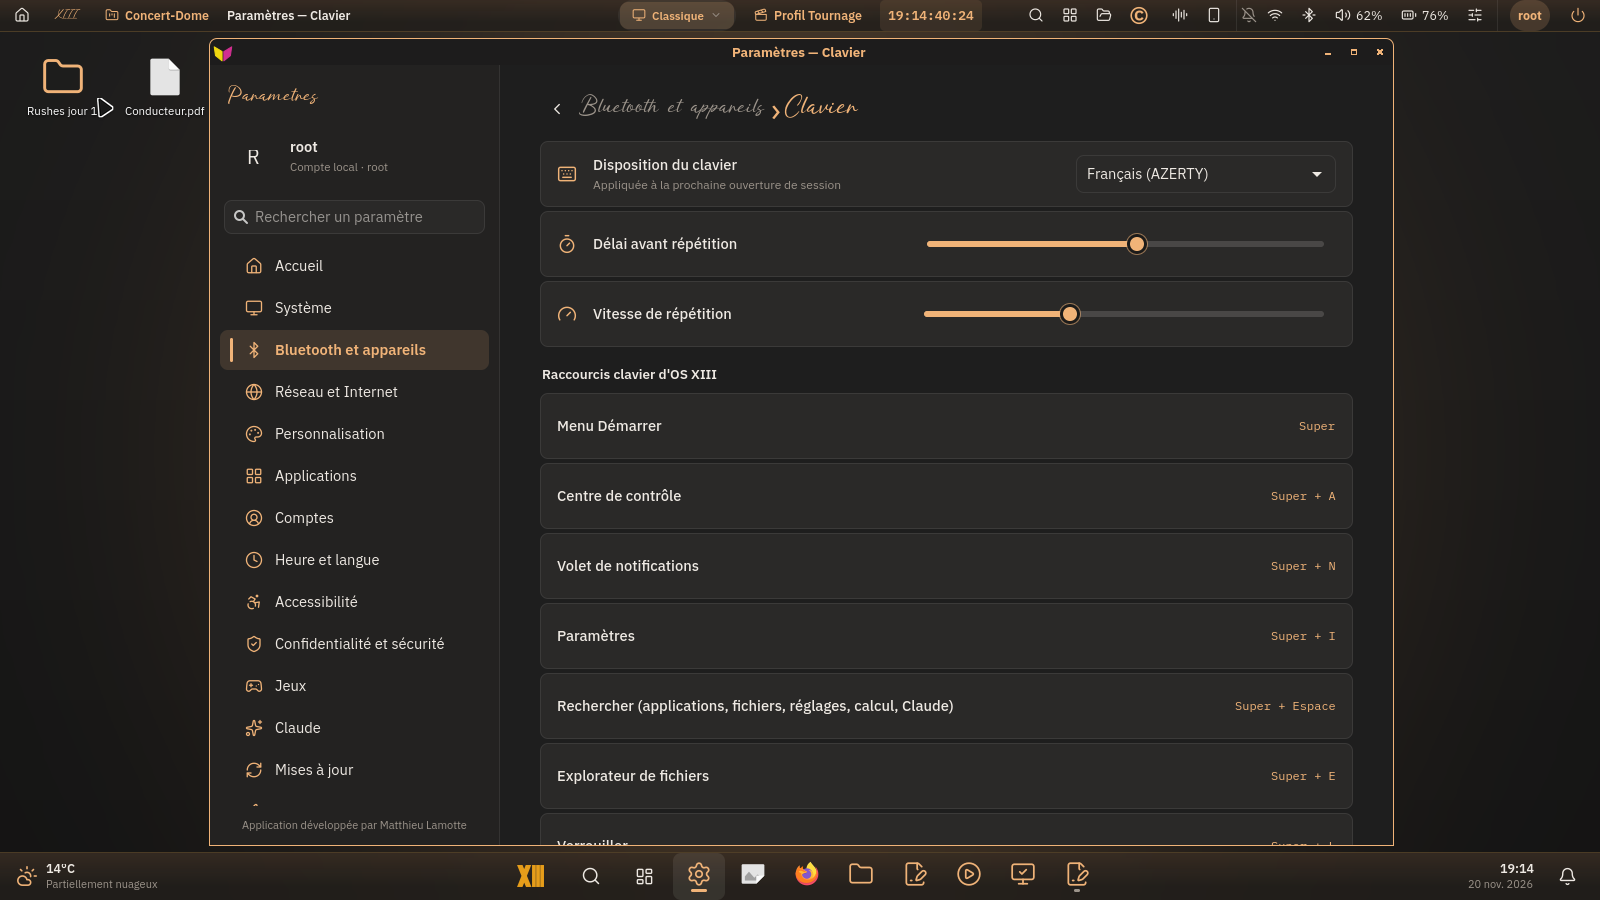 XIII Concert-Dome Paramètres — Clavier Classique Profil Tournage 19:14:40:24 62% 76% root
Paramètres — Clavier
Rushes jour 1
Conducteur.pdf
Paramètres
R
root
Compte local · root
Rechercher un paramètre
Accueil
Système
Bluetooth et appareils
Réseau et Internet
Personnalisation
Applications
Comptes
Heure et langue
Accessibilité
Confidentialité et sécurité
Jeux
Claude
Mises à jour
Application développée par Matthieu Lamotte
Bluetooth et appareils › Clavier
Disposition du clavier
Appliquée à la prochaine ouverture de session
Français (AZERTY)
Délai avant répétition
Vitesse de répétition
Raccourcis clavier d'OS XIII
Menu Démarrer Super
Centre de contrôle Super + A
Volet de notifications Super + N
Paramètres Super + I
Rechercher (applications, fichiers, réglages, calcul, Claude) Super + Espace
Explorateur de fichiers Super + E
14°C
Partiellement nuageux
XIII
19:14
20 nov. 2026